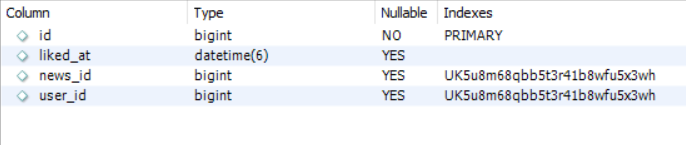 Column Type Nullable Indexes
id bigint NO PRIMARY
liked_at datetime(6) YES
news_id bigint YES UK5u8m68qbb5t3r41b8wfu5x3wh
user_id bigint YES UK5u8m68qbb5t3r41b8wfu5x3wh